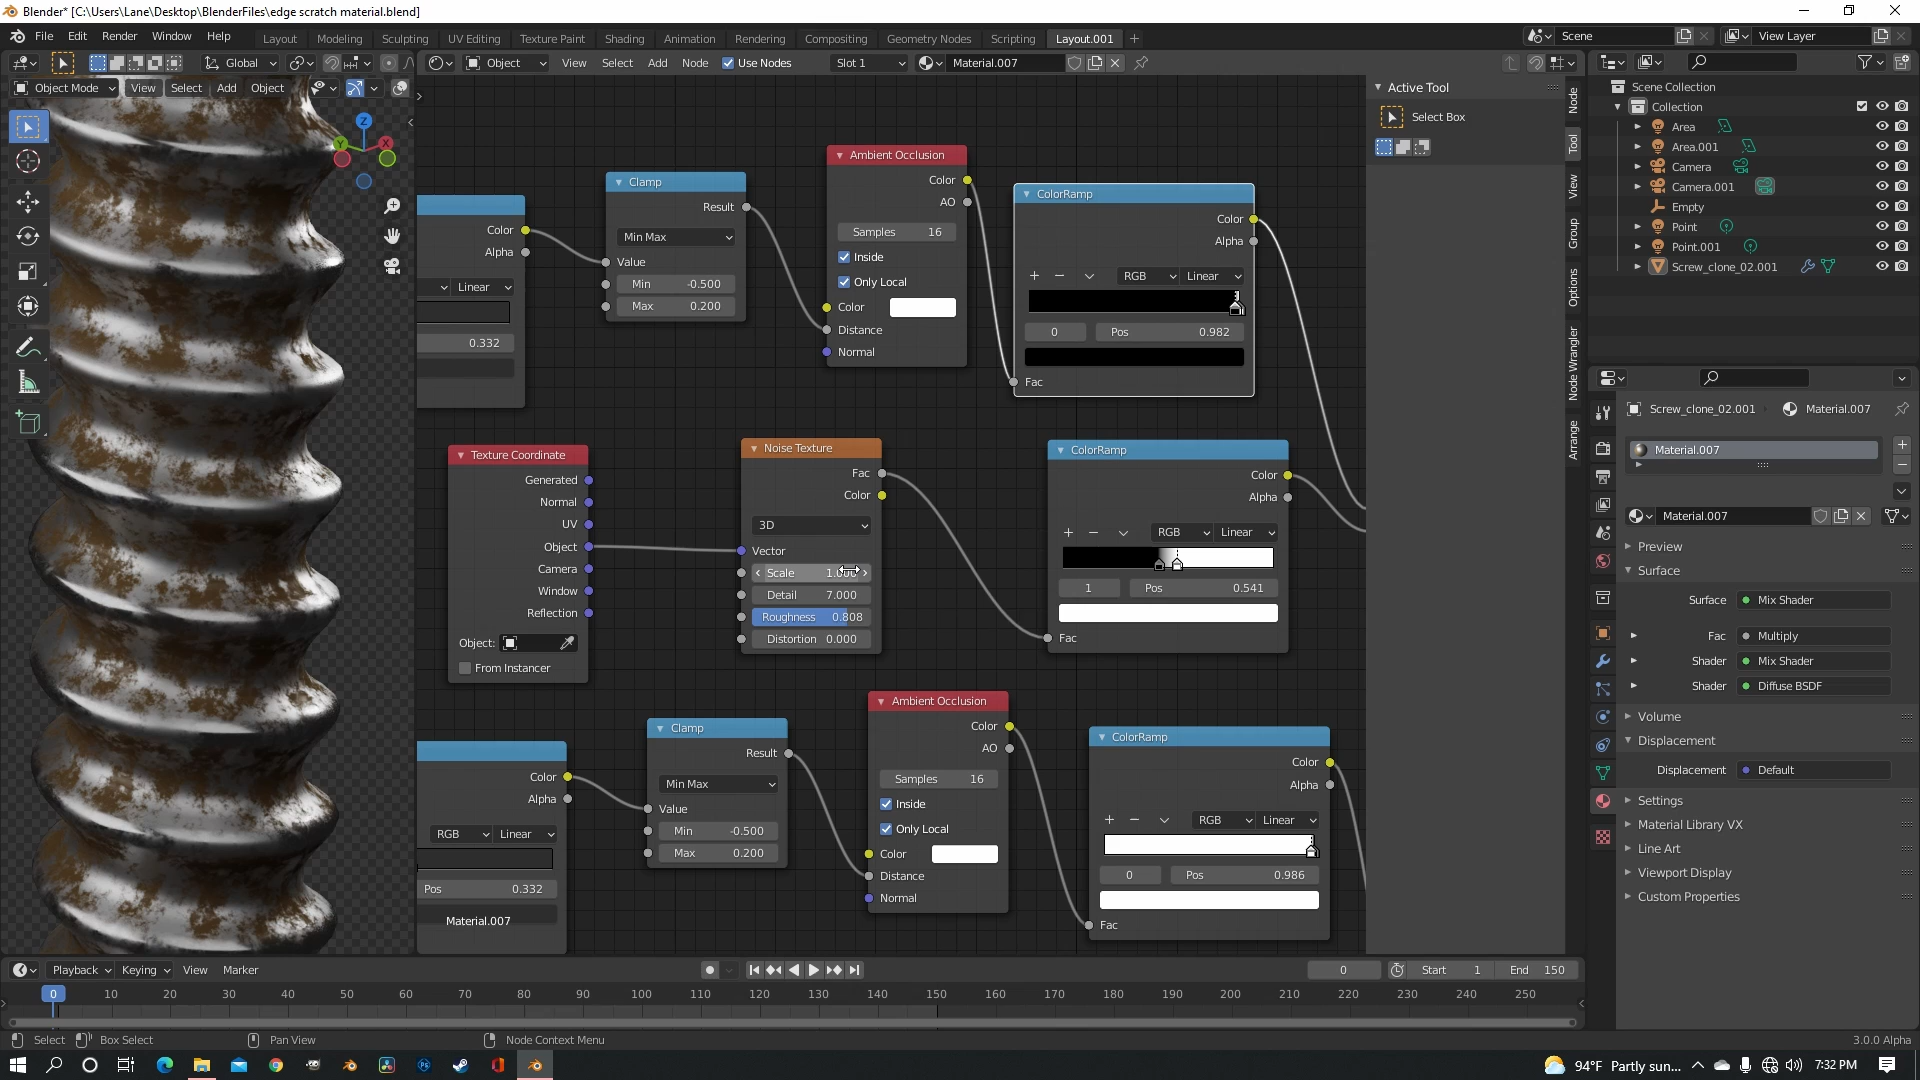 Blender* [C:\Users\Lane\Desktop\BlenderFiles\edge scratch material.blend]
File Edit Render Window Help
Layout Modeling Sculpting UV Editing Texture Paint Shading Animation Rendering Compositing Geometry Nodes Scripting Layout.001 +
Scene
View Layer
Global
Object View Select Add Node Use Nodes Slot 1 Material.007
Object Mode View Select Add Object
Z
Y
X
Color
Alpha
Linear
0.332
Clamp
Result
Min Max
Value
Min -0.500
Max 0.200
Ambient Occlusion
Color
AO
Samples 16
Inside
Only Local
Color
Distance
Normal
ColorRamp
Color
Alpha
RGB Linear
0 Pos 0.982
Fac
Texture Coordinate
Generated
Normal
UV
Object
Camera
Window
Reflection
Object:
From Instancer
Noise Texture
Fac
Color
3D
Vector
Scale
Detail 7.000
Roughness 0.808
Distortion 0.000
ColorRamp
Color
Alpha
RGB Linear
1 Pos 0.541
Fac
Color
Alpha
RGB Linear
Pos 0.332
Material.007
Clamp
Result
Min Max
Value
Min -0.500
Max 0.200
Ambient Occlusion
Color
AO
Samples 16
Inside
Only Local
Color
Distance
Normal
ColorRamp
Color
Alpha
RGB Linear
0 Pos 0.986
Fac
Active Tool
Select Box
Node
Tool
View
Group
Options
Node Wrangler
Arrange
Scene Collection
Collection
Area
Area.001
Camera
Camera.001
Empty
Point
Point.001
Screw_clone_02.001
Screw_clone_02.001 Material.007
Material.007
Material.007
Preview
Surface
Surface Mix Shader
Fac Multiply
Shader Mix Shader
Shader Diffuse BSDF
Volume
Displacement
Displacement Default
Settings
Material Library VX
Line Art
Viewport Display
Custom Properties
Playback Keying View Marker
0 Start 1 End 150
0 10 20 30 40 50 60 70 80 90 100 110 120 130 140 150 160 170 180 190 200 210 220 230 240 250
Select Box Select Pan View Node Context Menu 3.0.0 Alpha
94°F Partly sun... 7:32 PM